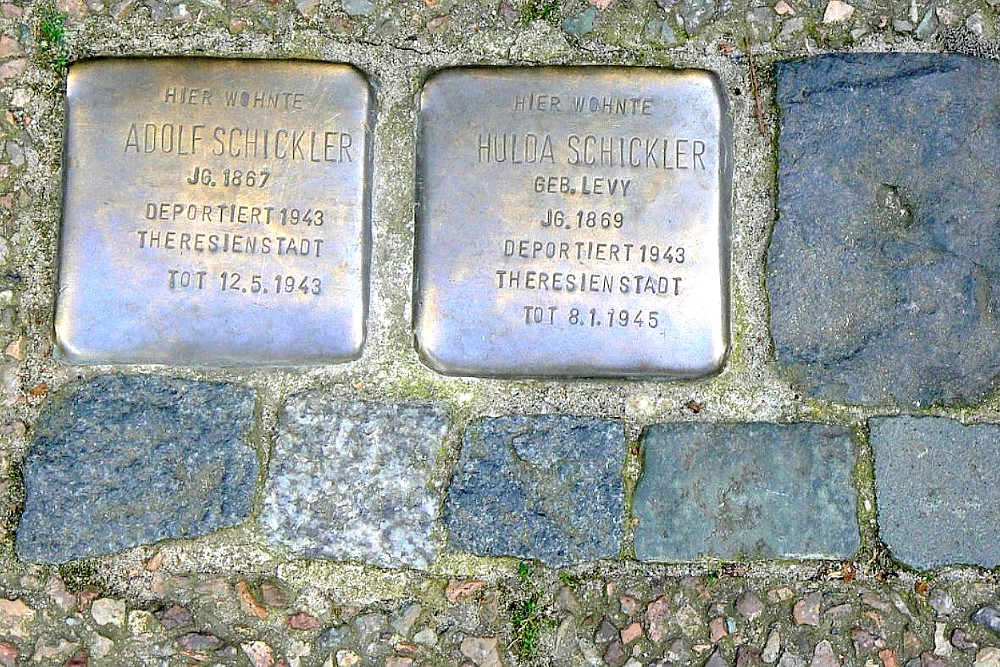 HIER WOHNTE
ADOLF SCHICKLER
JG. 1867
DEPORTIERT 1943
THERESIENSTADT
TOT 12.5.1943
HIER WOHNTE
HULDA SCHICKLER
GEB. LEVY
JG. 1869
DEPORTIERT 1943
THERESIENSTADT
TOT 8.1.1945